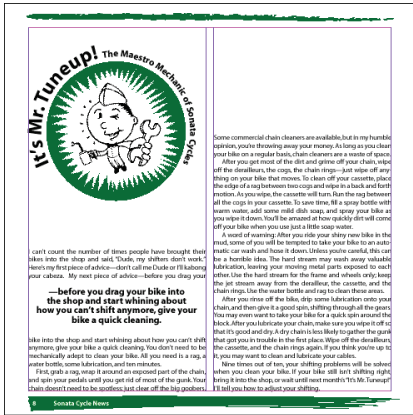 It's Mr. Tuneup! The Maestro Mechanic of Sonata Cycles
I can't count the number of times people have brought their
bikes into the shop and said, "Dude, my shifters don't work."
Here's my first piece of advice—don't call me Dude or I'll kabong
your cabeza. My next piece of advice—before you drag your
—before you drag your bike into
the shop and start whining about
how you can't shift anymore, give your
bike a quick cleaning.
bike into the shop and start whining about how you can't shift
anymore, give your bike a quick cleaning. You don't need to be
mechanically adept to clean your bike. All you need is a rag, a
water bottle, some lubrication, and ten minutes.
First, grab a rag, wrap it around an exposed part of the chain,
and spin your pedals until you get rid of most of the gunk. Your
chain doesn't need to be spotless: just clear off the big goobers.
Some commercial chain cleaners are available, but in my humble
opinion, you're throwing away your money. As long as you clean
your bike on a regular basis, chain cleaners are a waste of space.
After you get most of the dirt and grime off your chain, wipe
off the derailleurs, the cogs, the chain rings—just wipe off any-
thing on your bike that moves. To clean off your cassette, place
the edge of a rag between two cogs and wipe in a back and forth
motion. As you wipe, the cassette will turn. Run the rag between
all the cogs in your cassette. To save time, fill a spray bottle with
warm water, add some mild dish soap, and spray your bike as
you wipe it down. You'll be amazed at how quickly dirt will come
off your bike when you use just a little soap water.
A word of warning: After you ride your shiny new bike in the
mud, some of you will be tempted to take your bike to an auto-
matic car wash and hose it down. Unless you're careful, this can
be a horrible idea. The hard stream may wash away valuable
lubrication, leaving your moving metal parts exposed to each
other. Use the hard stream for the frame and wheels only; keep
the jet stream away from the derailleur, the cassette, and the
chain rings. Use the water bottle and rag to clean these areas.
After you rinse off the bike, drip some lubrication onto your
chain, and then give it a good spin, shifting through all the gears.
You may even want to take your bike for a quick spin around the
block. After you lubricate your chain, make sure you wipe it off so
that it's good and dry. A dry chain is less likely to gather the gunk
that got you in trouble in the first place. Wipe off the derailleurs,
the cassette, and the chain rings again. If you think you're up to
it, you may want to clean and lubricate your cables.
Nine times out of ten, your shifting problems will be solved
when you clean your bike. If your bike still isn't shifting right,
bring it into the shop, or wait until next month's "It's Mr. Tuneup!"
I'll tell you how to adjust your shifting.
8 Sonata Cycle News